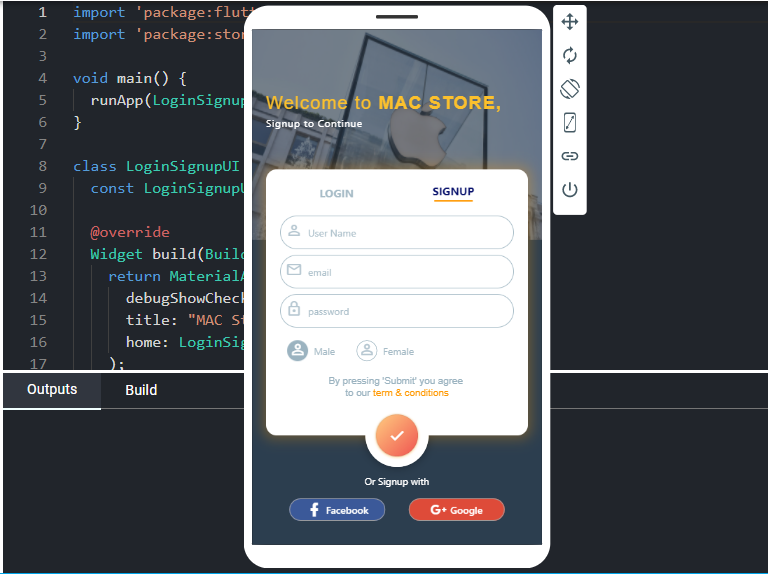 1 import 'package:flu
2 import 'package:stor
3
4 void main() {
5 runApp(LoginSignup
6 }
7
8 class LoginSignupUI
9 const LoginSignupU
10
11 @override
12 Widget build(Buil
13 return MaterialA
14 debugShowCheck
15 title: "MAC St
16 home: LoginSig
17 );
Outputs Build
Welcome to MAC STORE,
Signup to Continue
LOGIN SIGNUP
User Name
email
password
Male Female
By pressing 'Submit' you agree
to our term & conditions
Or Signup with
f Facebook G+ Google